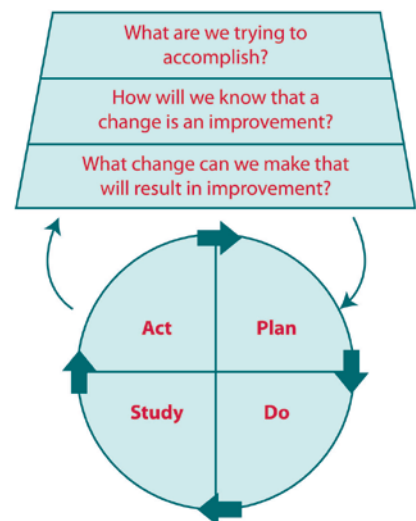 What are we trying to
accomplish?
How will we know that a
change is an improvement?
What change can we make that
will result in improvement?
Act
Plan
Study
Do